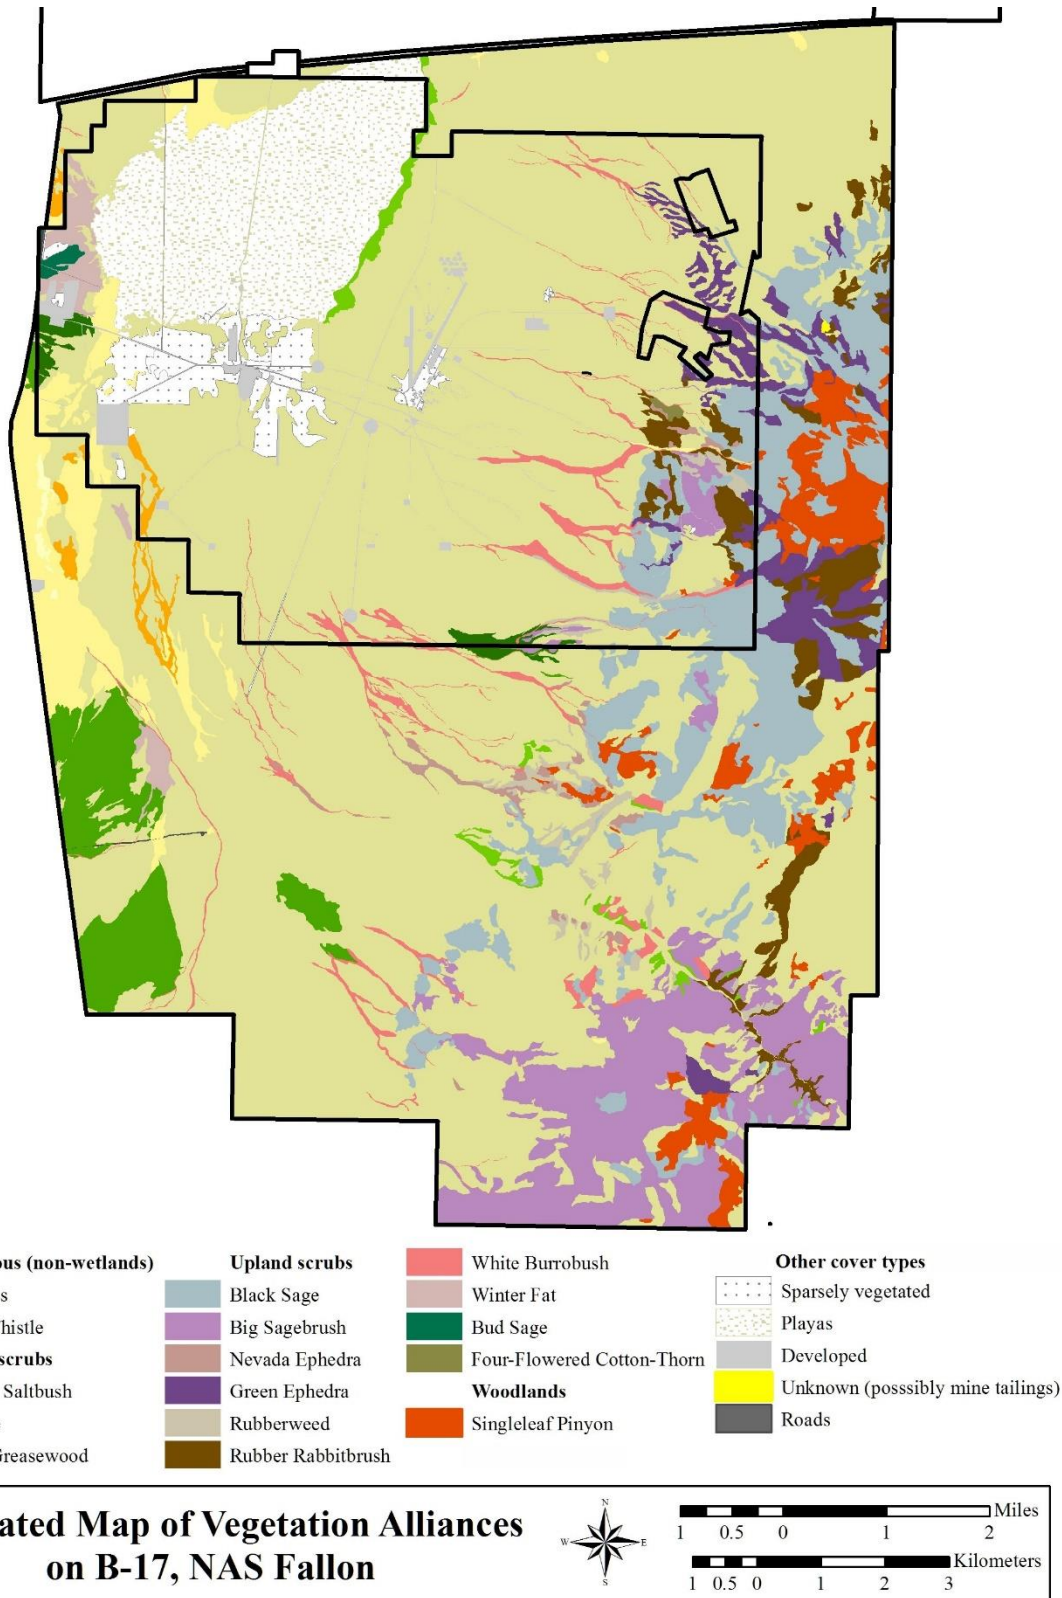 ous (non-wetlands)
s
histle
scrubs
Saltbush
Greasewood
Upland scrubs
Black Sage
Big Sagebrush
Nevada Ephedra
Green Ephedra
Rubberweed
Rubber Rabbitbrush
White Burrobush
Winter Fat
Bud Sage
Four-Flowered Cotton-Thorn
Woodlands
Singleleaf Pinyon
Other cover types
Sparsely vegetated
Playas
Developed
Unknown (posssibly mine tailings)
Roads
ated Map of Vegetation Alliances
on B-17, NAS Fallon
N
W E
S
Miles
1 0.5 0 1 2
Kilometers
1 0.5 0 1 2 3